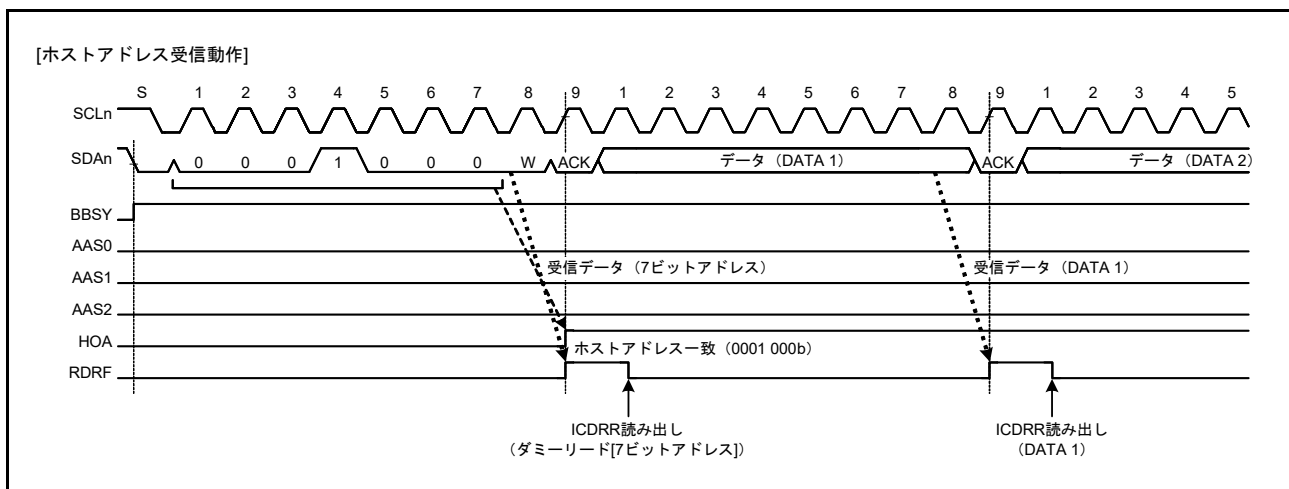 [ホストアドレス受信動作]
S 1 2 3 4 5 6 7 8 9 1 2 3 4 5 6 7 8 9 1 2 3 4 5
SCLn
SDAn 0 0 0 1 0 0 0 W ACK データ（DATA 1） ACK データ（DATA 2)
BBSY
AAS0
受信データ（7ビットアドレス） 受信データ（DATA 1）
AAS1
AAS2
HOA
ホストアドレス一致（0001 000b）
RDRF
ICDRR読み出し
（ダミーリード[7ビットアドレス]）
ICDRR読み出し
（DATA 1）